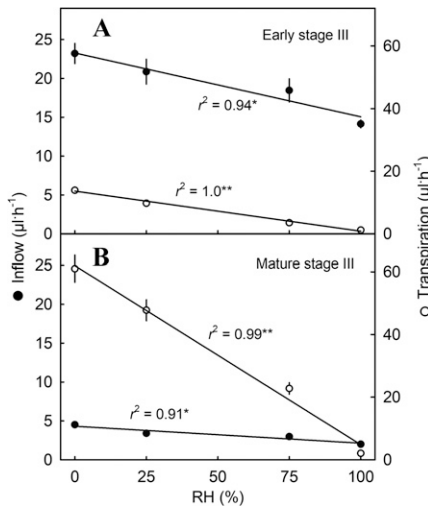 A
Early stage III
25
20
15
10
5
0
60
40
20
0
r² = 0.94*
r² = 1.0**
B
Mature stage III
25
20
15
10
5
0
60
40
20
0
r² = 0.99**
r² = 0.91*
0 25 50 75 100
RH (%)
● Inflow (µl·h⁻¹)
○ Transpiration (µl·h⁻¹)